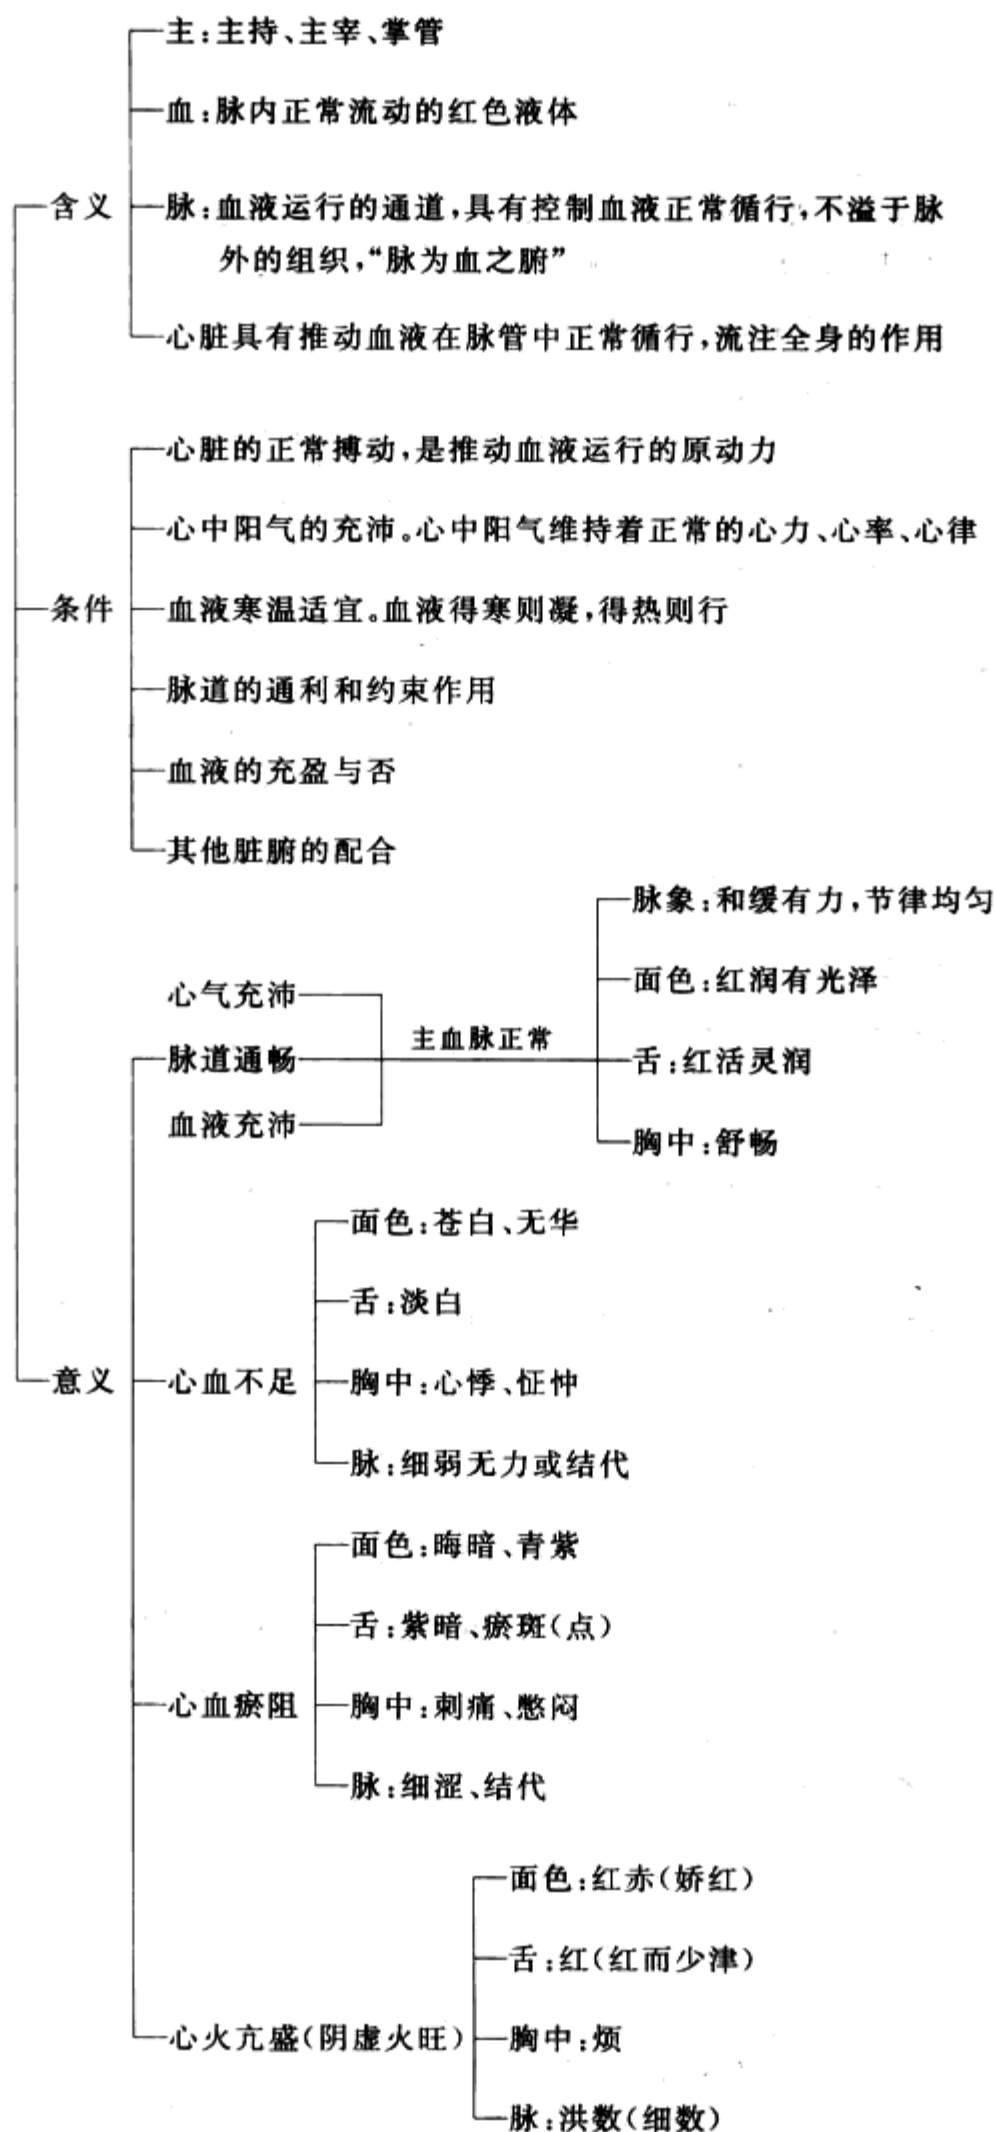 主：主持、主宰、掌管
血：脉内正常流动的红色液体
含义
脉：血液运行的通道，具有控制血液正常循行，不溢于脉
外的组织，“脉为血之腑”
心脏具有推动血液在脉管中正常循行，流注全身的作用
心脏的正常搏动，是推动血液运行的原动力
心中阳气的充沛。心中阳气维持着正常的心力、心率、心律
条件
血液寒温适宜。血液得寒则凝，得热则行
脉道的通利和约束作用
血液的充盈与否
其他脏腑的配合
意义
心气充沛
脉道通畅
血液充沛
主血脉正常
脉象：和缓有力，节律均匀
面色：红润有光泽
舌：红活灵润
胸中：舒畅
心血不足
面色：苍白、无华
舌：淡白
胸中：心悸、怔忡
脉：细弱无力或结代
心血瘀阻
面色：晦暗、青紫
舌：紫暗、瘀斑（点）
胸中：刺痛、憋闷
脉：细涩、结代
心火亢盛（阴虚火旺）
面色：红赤（娇红）
舌：红（红而少津）
胸中：烦
脉：洪数（细数）